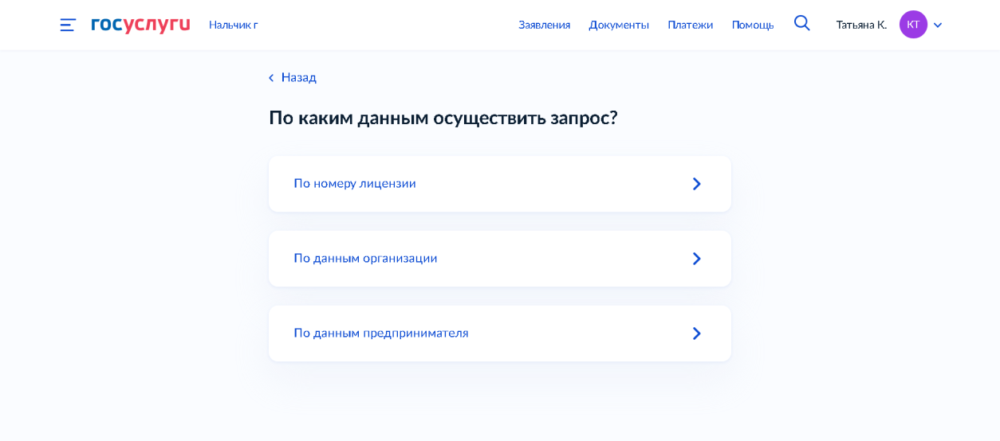 госуслуги Нальчик г Заявления Документы Платежи Помощь Татьяна К. КТ
Назад
По каким данным осуществить запрос?
По номеру лицензии
По данным организации
По данным предпринимателя